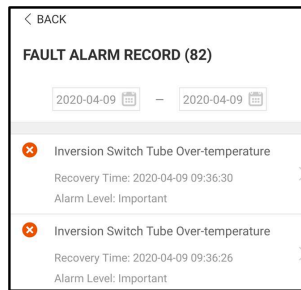 < BACK
FAULT ALARM RECORD (82)
2020-04-09 – 2020-04-09
Inversion Switch Tube Over-temperature
Recovery Time: 2020-04-09 09:36:30
Alarm Level: Important
Inversion Switch Tube Over-temperature
Recovery Time: 2020-04-09 09:36:26
Alarm Level: Important